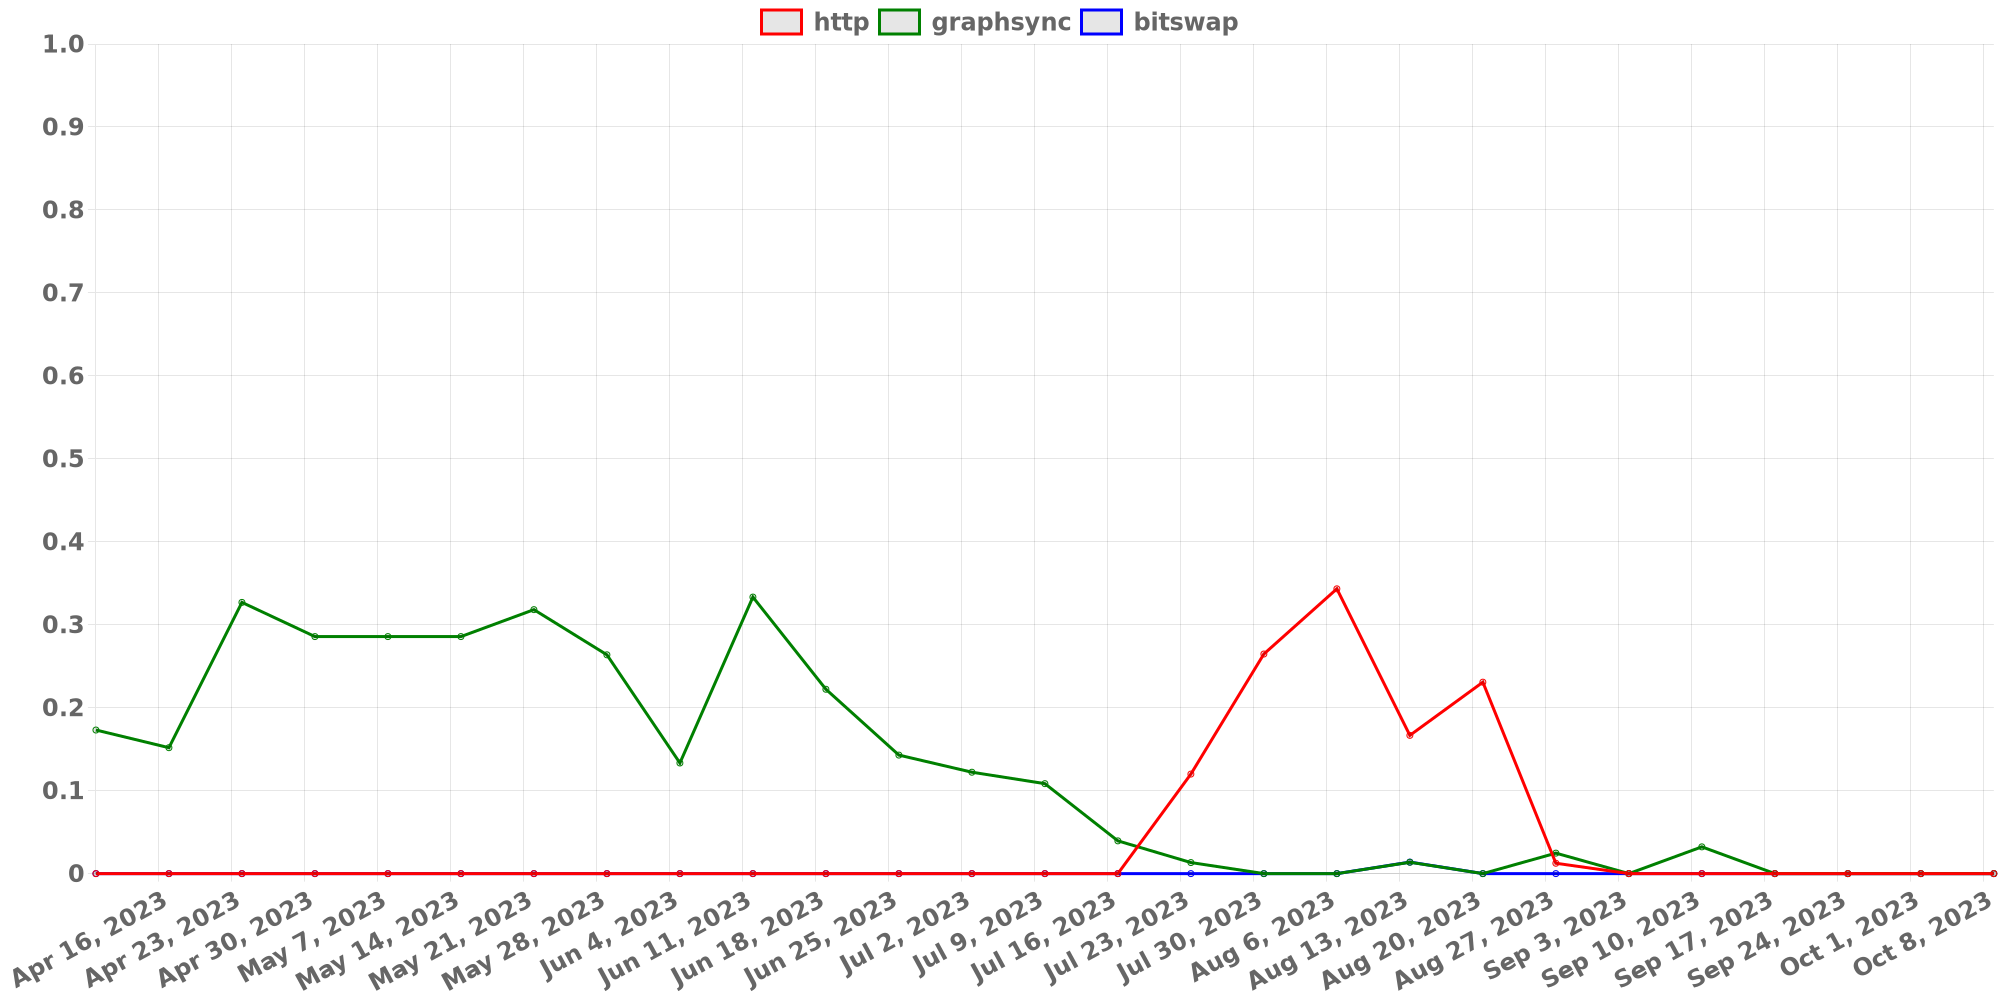 http graphsync bitswap
1.0
0.9
0.8
0.7
0.6
0.5
0.4
0.3
0.2
0.1
0
Apr 16, 2023
Apr 23, 2023
Apr 30, 2023
May 7, 2023
May 14, 2023
May 21, 2023
May 28, 2023
Jun 4, 2023
Jun 11, 2023
Jun 18, 2023
Jun 25, 2023
Jul 2, 2023
Jul 9, 2023
Jul 16, 2023
Jul 23, 2023
Jul 30, 2023
Aug 6, 2023
Aug 13, 2023
Aug 20, 2023
Aug 27, 2023
Sep 3, 2023
Sep 10, 2023
Sep 17, 2023
Sep 24, 2023
Oct 1, 2023
Oct 8, 2023